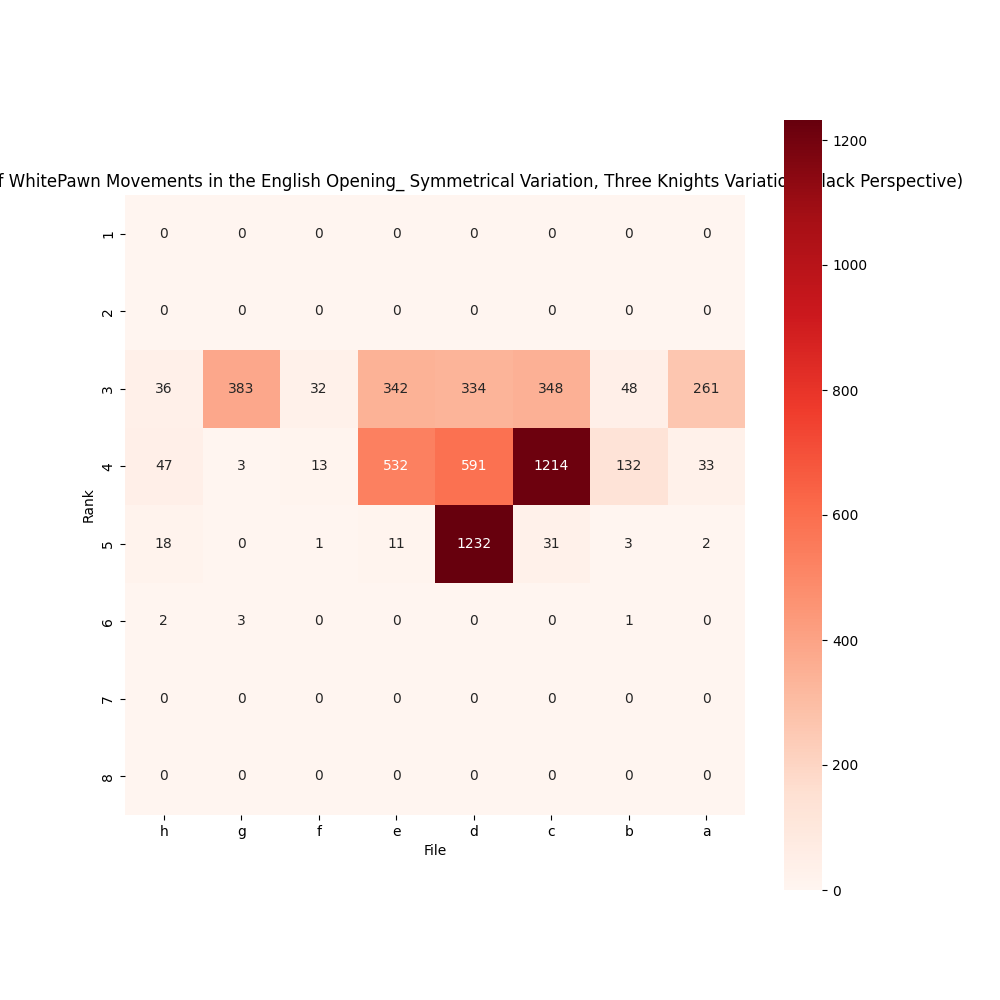 f WhitePawn Movements in the English Opening_ Symmetrical Variation, Three Knights Variatio lack Perspective)
1200
1000
800
600
400
200
0
Rank
1 0 0 0 0 0 0 0 0
2 0 0 0 0 0 0 0 0
3 36 383 32 342 334 348 48 261
4 47 3 13 532 591 1214 132 33
5 18 0 1 11 1232 31 3 2
6 2 3 0 0 0 0 1 0
7 0 0 0 0 0 0 0 0
8 0 0 0 0 0 0 0 0
h g f e d c b a
File